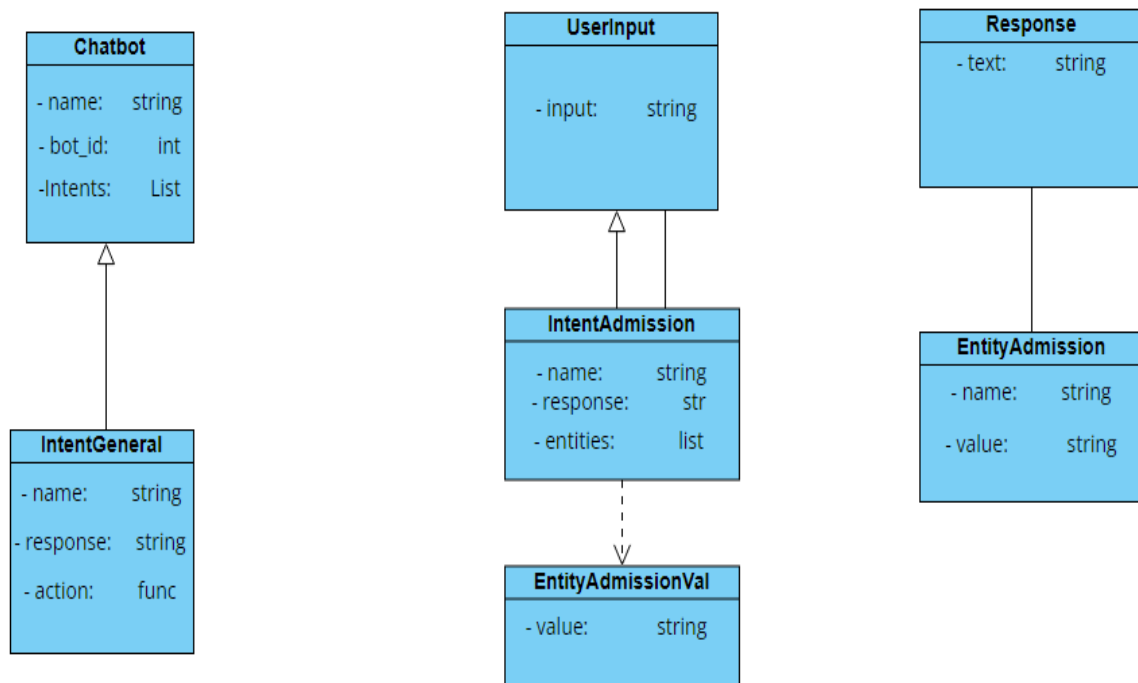 Chatbot
- name: string
- bot_id: int
-Intents: List
IntentGeneral
- name: string
- response: string
- action: func
UserInput
- input: string
IntentAdmission
- name: string
- response: str
- entities: list
EntityAdmissionVal
- value: string
Response
- text: string
EntityAdmission
- name: string
- value: string